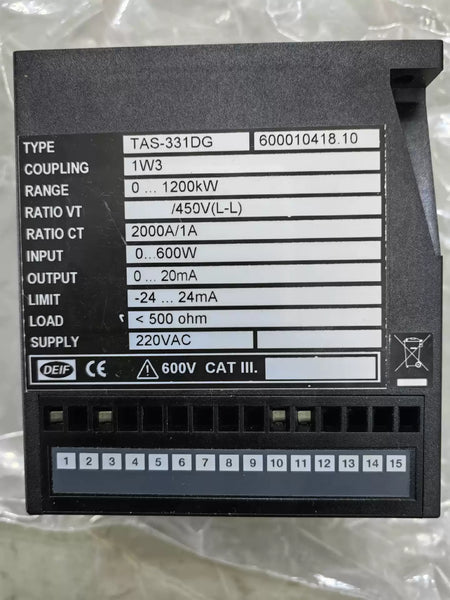 TYPE TAS-331DG 600010418.10
COUPLING 1W3
RANGE 0 ... 1200kW
RATIO VT /450V(L-L)
RATIO CT 2000A/1A
INPUT 0...600W
OUTPUT 0 ... 20mA
LIMIT -24 ... 24mA
LOAD < 500 ohm
SUPPLY 220VAC
DEIF CE 600V CAT III.
1 2 3 4 5 6 7 8 9 10 11 12 13 14 15